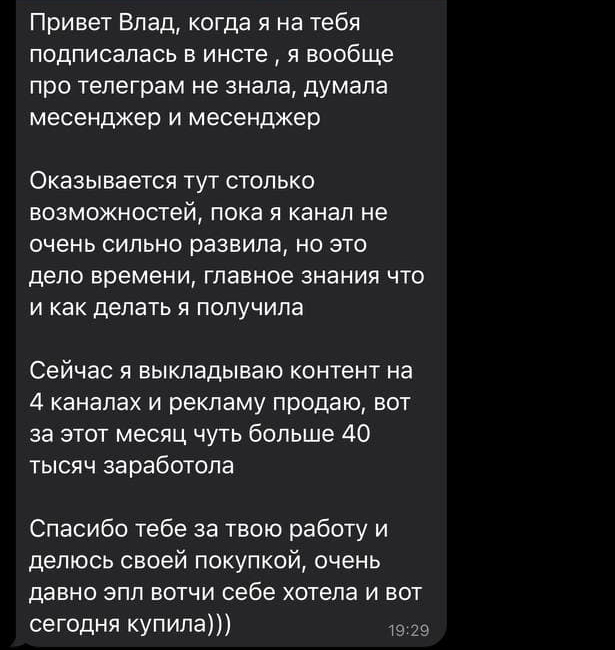 Привет Влад, когда я на тебя
подписалась в инсте , я вообще
про телеграм не знала, думала
месенджер и месенджер
Оказывается тут столько
возможностей, пока я канал не
очень сильно развила, но это
дело времени, главное знания что
и как делать я получила
Сейчас я выкладываю контент на
4 каналах и рекламу продаю, вот
за этот месяц чуть больше 40
тысяч заработола
Спасибо тебе за твою работу и
делюсь своей покупкой, очень
давно эпл вотчи себе хотела и вот
сегодня купила)))
19:29